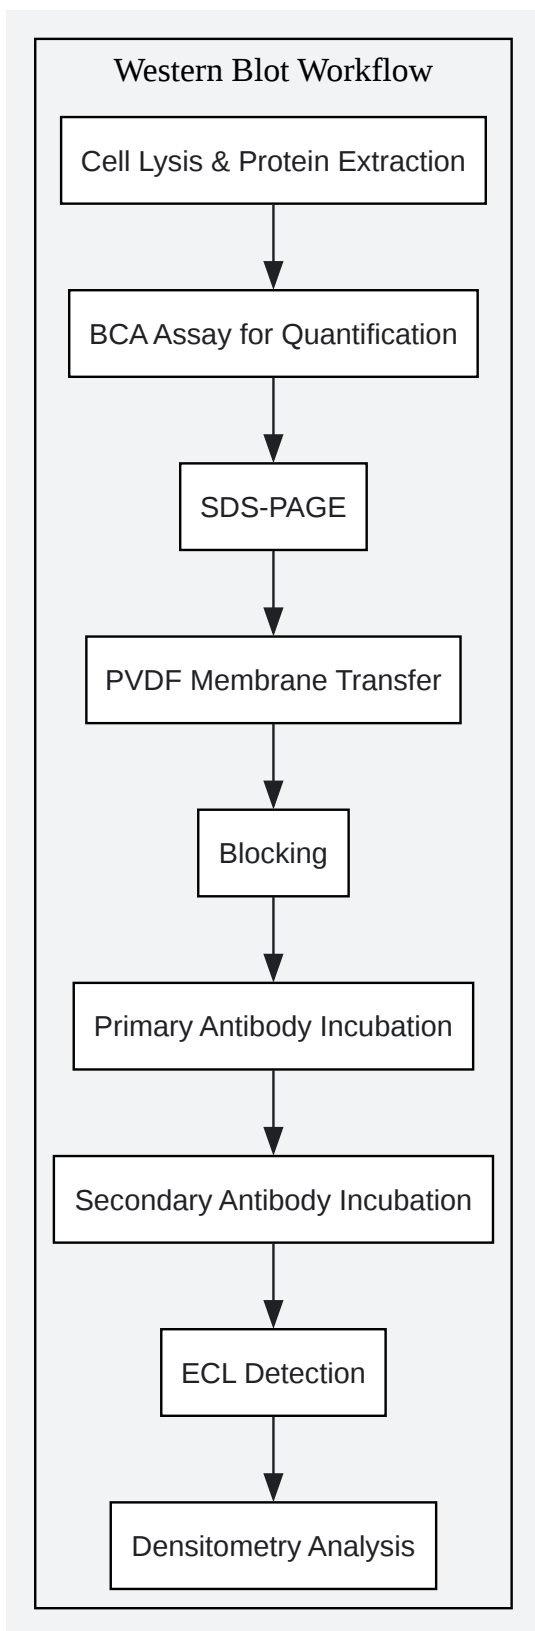 Western Blot Workflow
Cell Lysis & Protein Extraction
BCA Assay for Quantification
SDS-PAGE
PVDF Membrane Transfer
Blocking
Primary Antibody Incubation
Secondary Antibody Incubation
ECL Detection
Densitometry Analysis